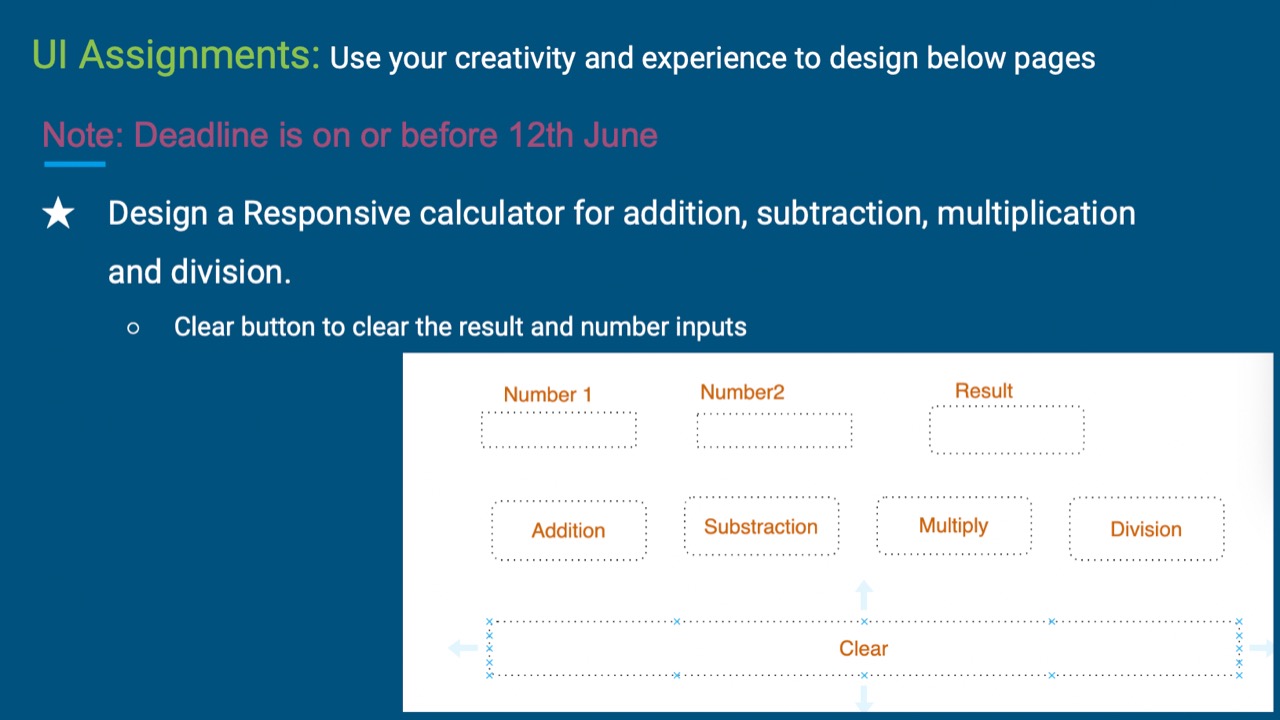 UI Assignments: Use your creativity and experience to design below pages
Note: Deadline is on or before 12th June
★ Design a Responsive calculator for addition, subtraction, multiplication
and division.
○ Clear button to clear the result and number inputs
Number 1 Number2 Result
Addition Substraction Multiply Division
Clear